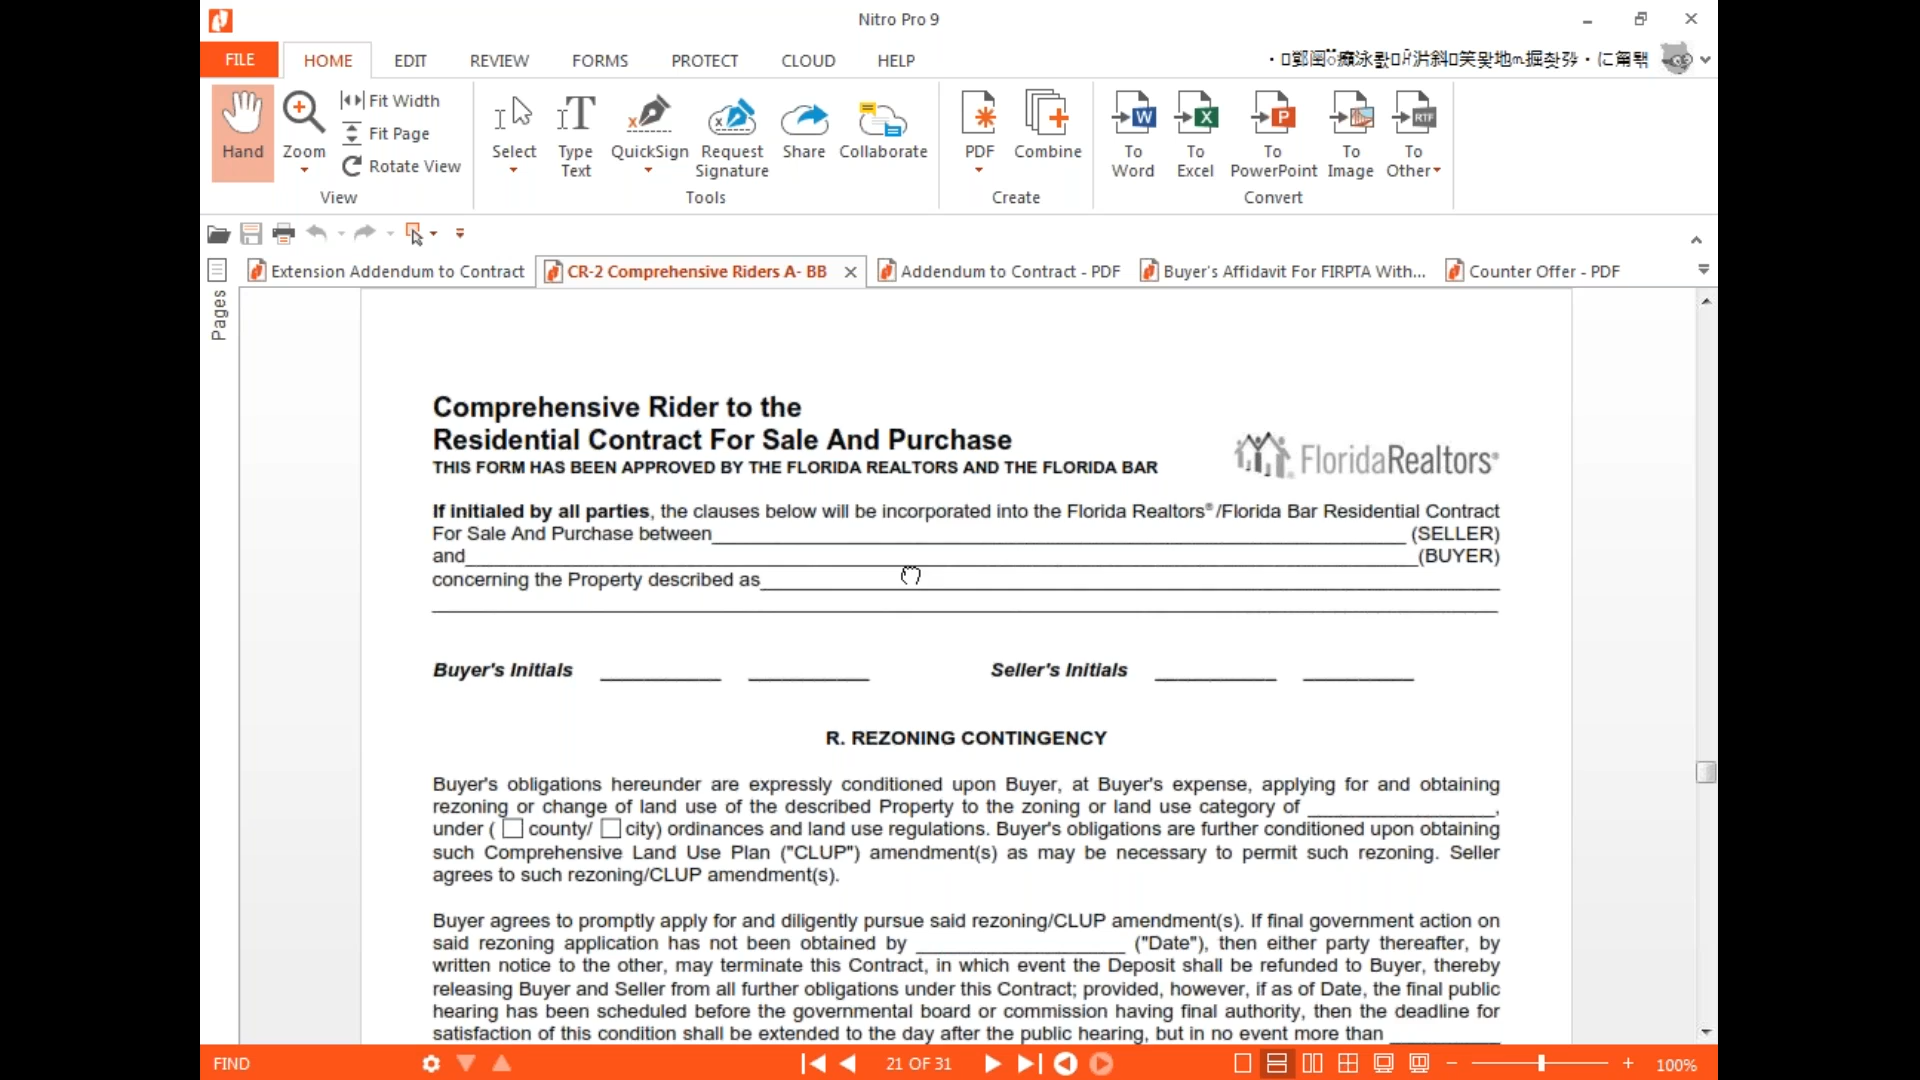 Nitro Pro 9
FILE HOME EDIT REVIEW FORMS PROTECT CLOUD HELP
Hand
Zoom
Fit Width
Fit Page
Rotate View
View
Select
Type Text
QuickSign
Request Signature
Share
Collaborate
Tools
PDF
Combine
Create
To Word
To Excel
To PowerPoint
To Image
To Other
Convert
Extension Addendum to Contract
CR-2 Comprehensive Riders A- BB
Addendum to Contract - PDF
Buyer's Affidavit For FIRPTA With...
Counter Offer - PDF
Pages
Comprehensive Rider to the
Residential Contract For Sale And Purchase
THIS FORM HAS BEEN APPROVED BY THE FLORIDA REALTORS AND THE FLORIDA BAR
FloridaRealtors®
If initialed by all parties, the clauses below will be incorporated into the Florida Realtors®/Florida Bar Residential Contract
For Sale And Purchase between (SELLER)
and (BUYER)
concerning the Property described as
Buyer's Initials Seller's Initials
R. REZONING CONTINGENCY
Buyer's obligations hereunder are expressly conditioned upon Buyer, at Buyer's expense, applying for and obtaining
rezoning or change of land use of the described Property to the zoning or land use category of ,
under ( county/ city) ordinances and land use regulations. Buyer's obligations are further conditioned upon obtaining
such Comprehensive Land Use Plan ("CLUP") amendment(s) as may be necessary to permit such rezoning. Seller
agrees to such rezoning/CLUP amendment(s).
Buyer agrees to promptly apply for and diligently pursue said rezoning/CLUP amendment(s). If final government action on
said rezoning application has not been obtained by ("Date"), then either party thereafter, by
written notice to the other, may terminate this Contract, in which event the Deposit shall be refunded to Buyer, thereby
releasing Buyer and Seller from all further obligations under this Contract; provided, however, if as of Date, the final public
hearing has been scheduled before the governmental board or commission having final authority, then the deadline for
satisfaction of this condition shall be extended to the day after the public hearing, but in no event more than
FIND
21 OF 31
100%